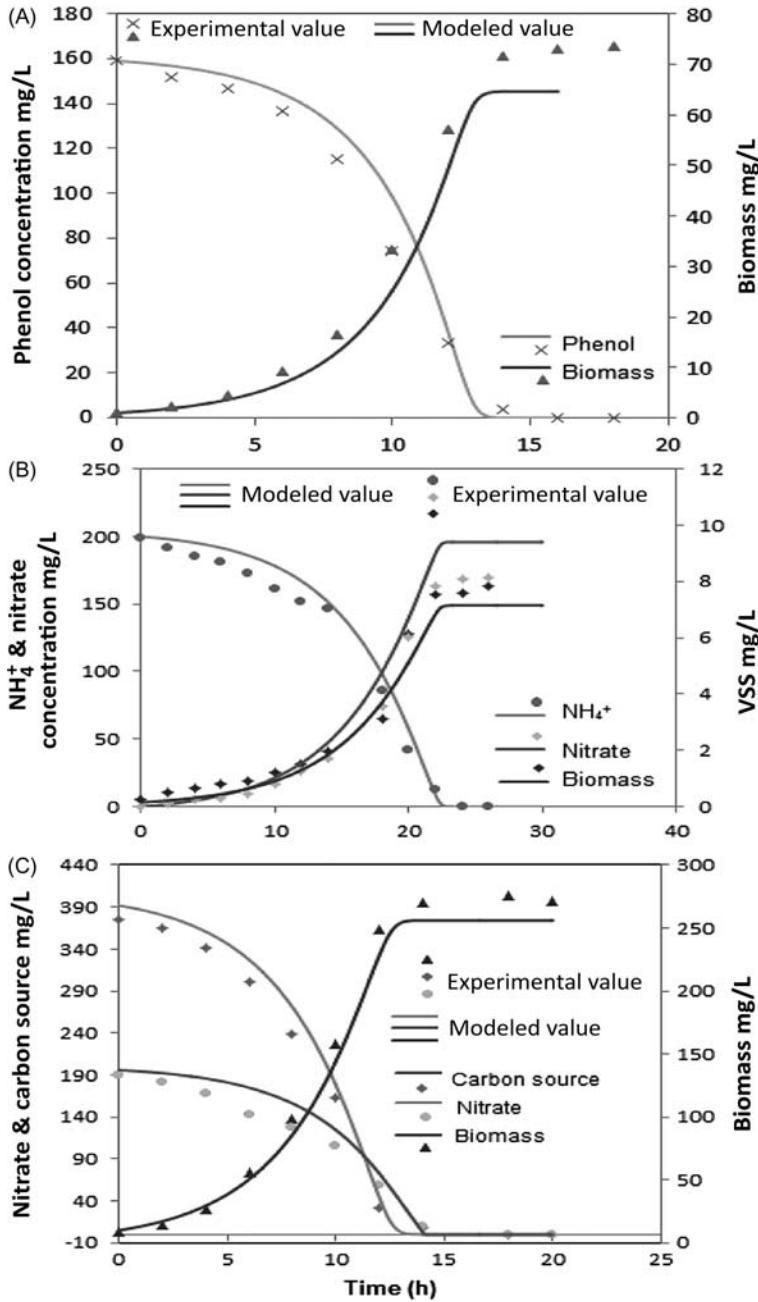 (A)
Experimental value
Modeled value
180
160
140
120
100
80
60
40
20
0
Phenol concentration mg/L
80
70
60
50
40
30
20
10
0
Biomass mg/L
Phenol
Biomass
0
5
10
15
20
(B)
Modeled value
Experimental value
250
200
150
100
50
0
NH₄⁺ & nitrate
concentration mg/L
12
10
8
6
4
2
0
VSS mg/L
NH₄⁺
Nitrate
Biomass
0
10
20
30
40
(C)
440
390
340
290
240
190
140
90
40
-10
Nitrate & carbon source mg/L
300
250
200
150
100
50
0
Biomass mg/L
Experimental value
Modeled value
Carbon source
Nitrate
Biomass
0
5
10
15
20
25
Time (h)